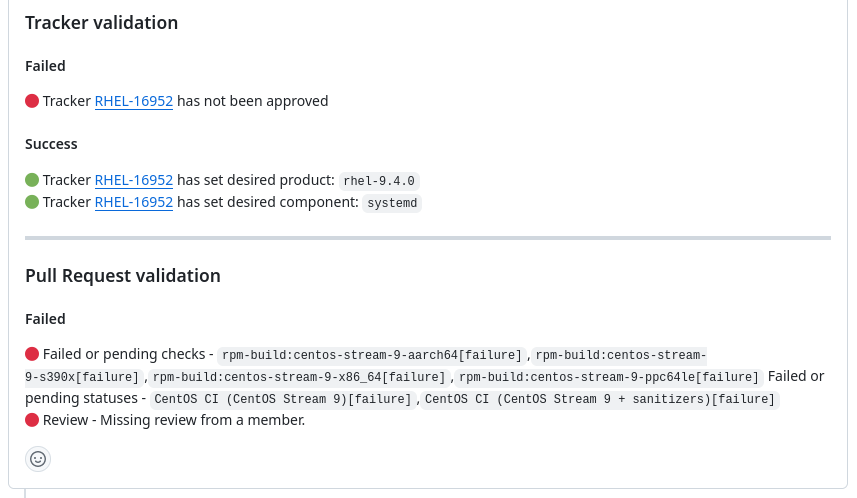 Tracker validation
Failed
Tracker RHEL-16952 has not been approved
Success
Tracker RHEL-16952 has set desired product: rhel-9.4.0
Tracker RHEL-16952 has set desired component: systemd
Pull Request validation
Failed
Failed or pending checks - rpm-build:centos-stream-9-aarch64[failure] , rpm-build:centos-stream-
9-s390x[failure] , rpm-build:centos-stream-9-x86_64[failure] , rpm-build:centos-stream-9-ppc64le[failure] Failed or
pending statuses - CentOS CI (CentOS Stream 9)[failure] , CentOS CI (CentOS Stream 9 + sanitizers)[failure]
Review - Missing review from a member.